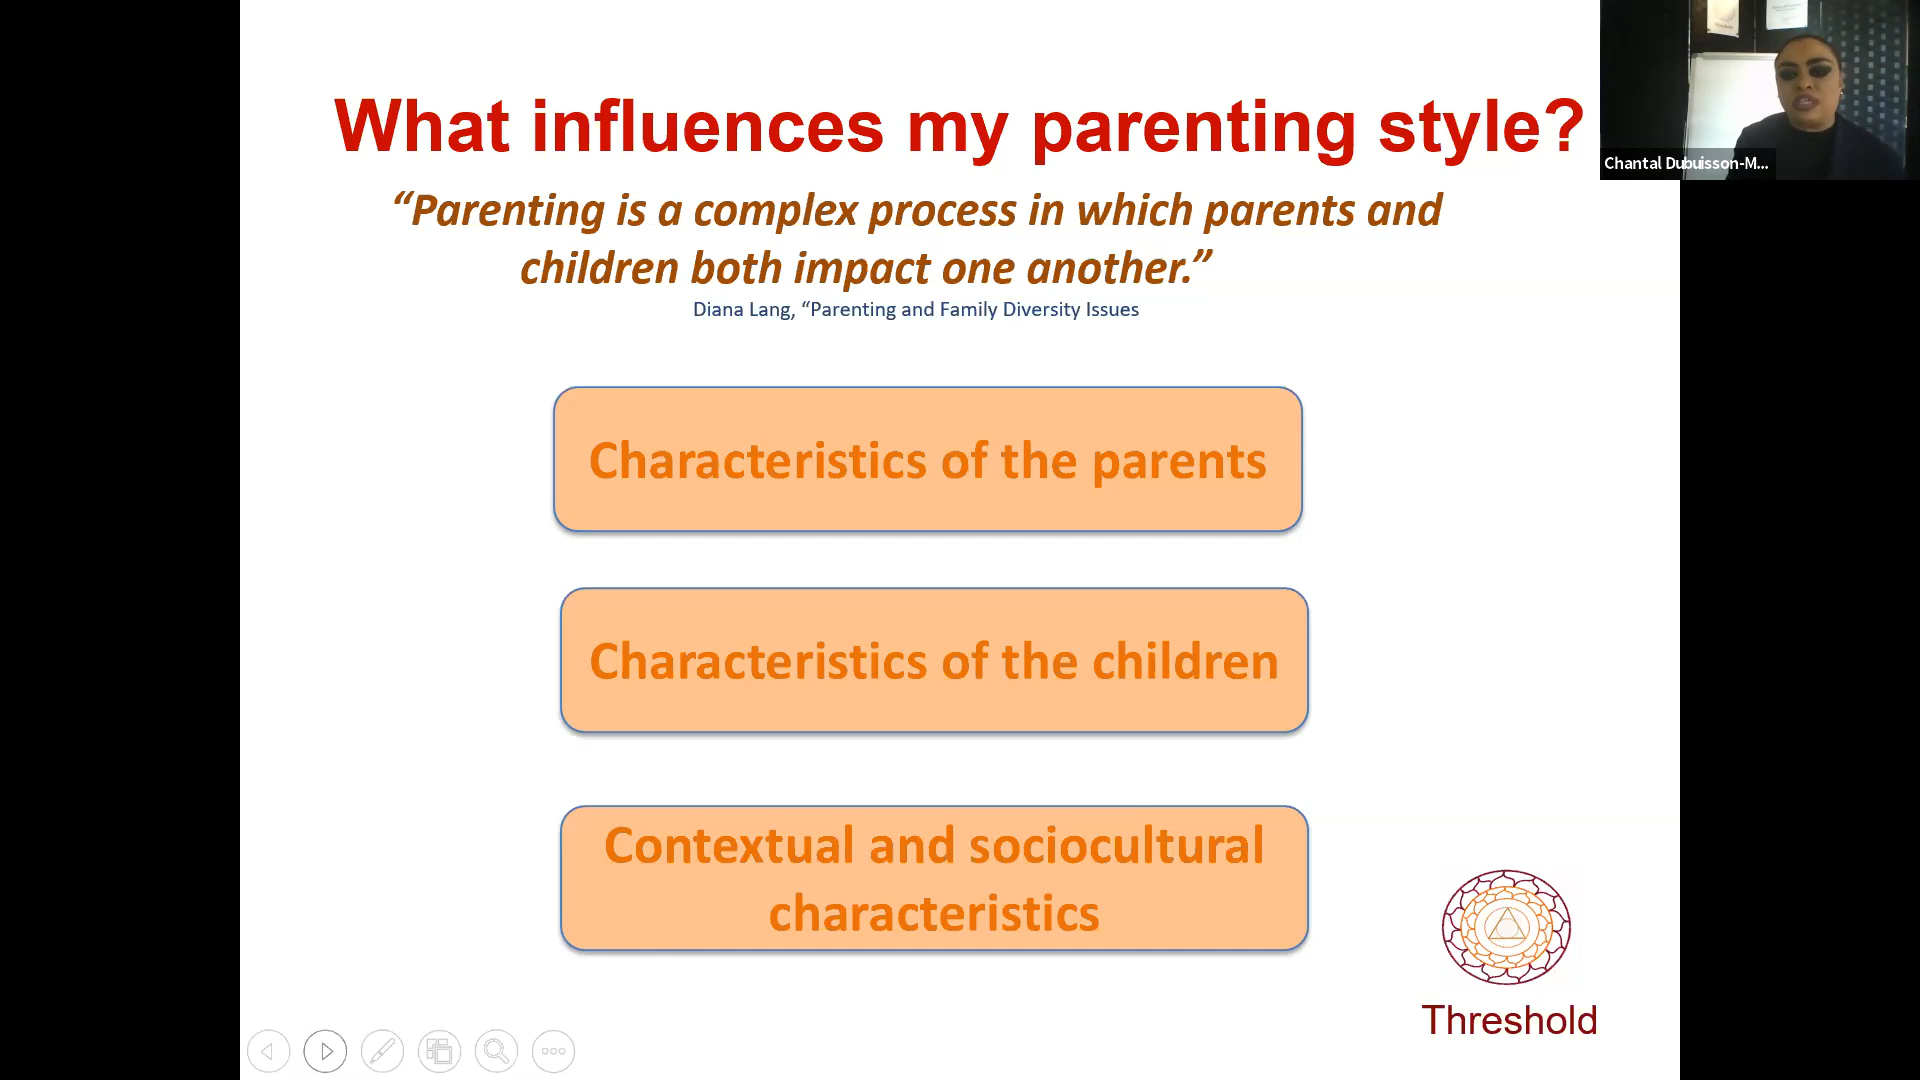 What influences my parenting style?
“Parenting is a complex process in which parents and
children both impact one another.”
Diana Lang, “Parenting and Family Diversity Issues
Characteristics of the parents
Characteristics of the children
Contextual and sociocultural
characteristics
Threshold
Chantal Dubuisson-M...